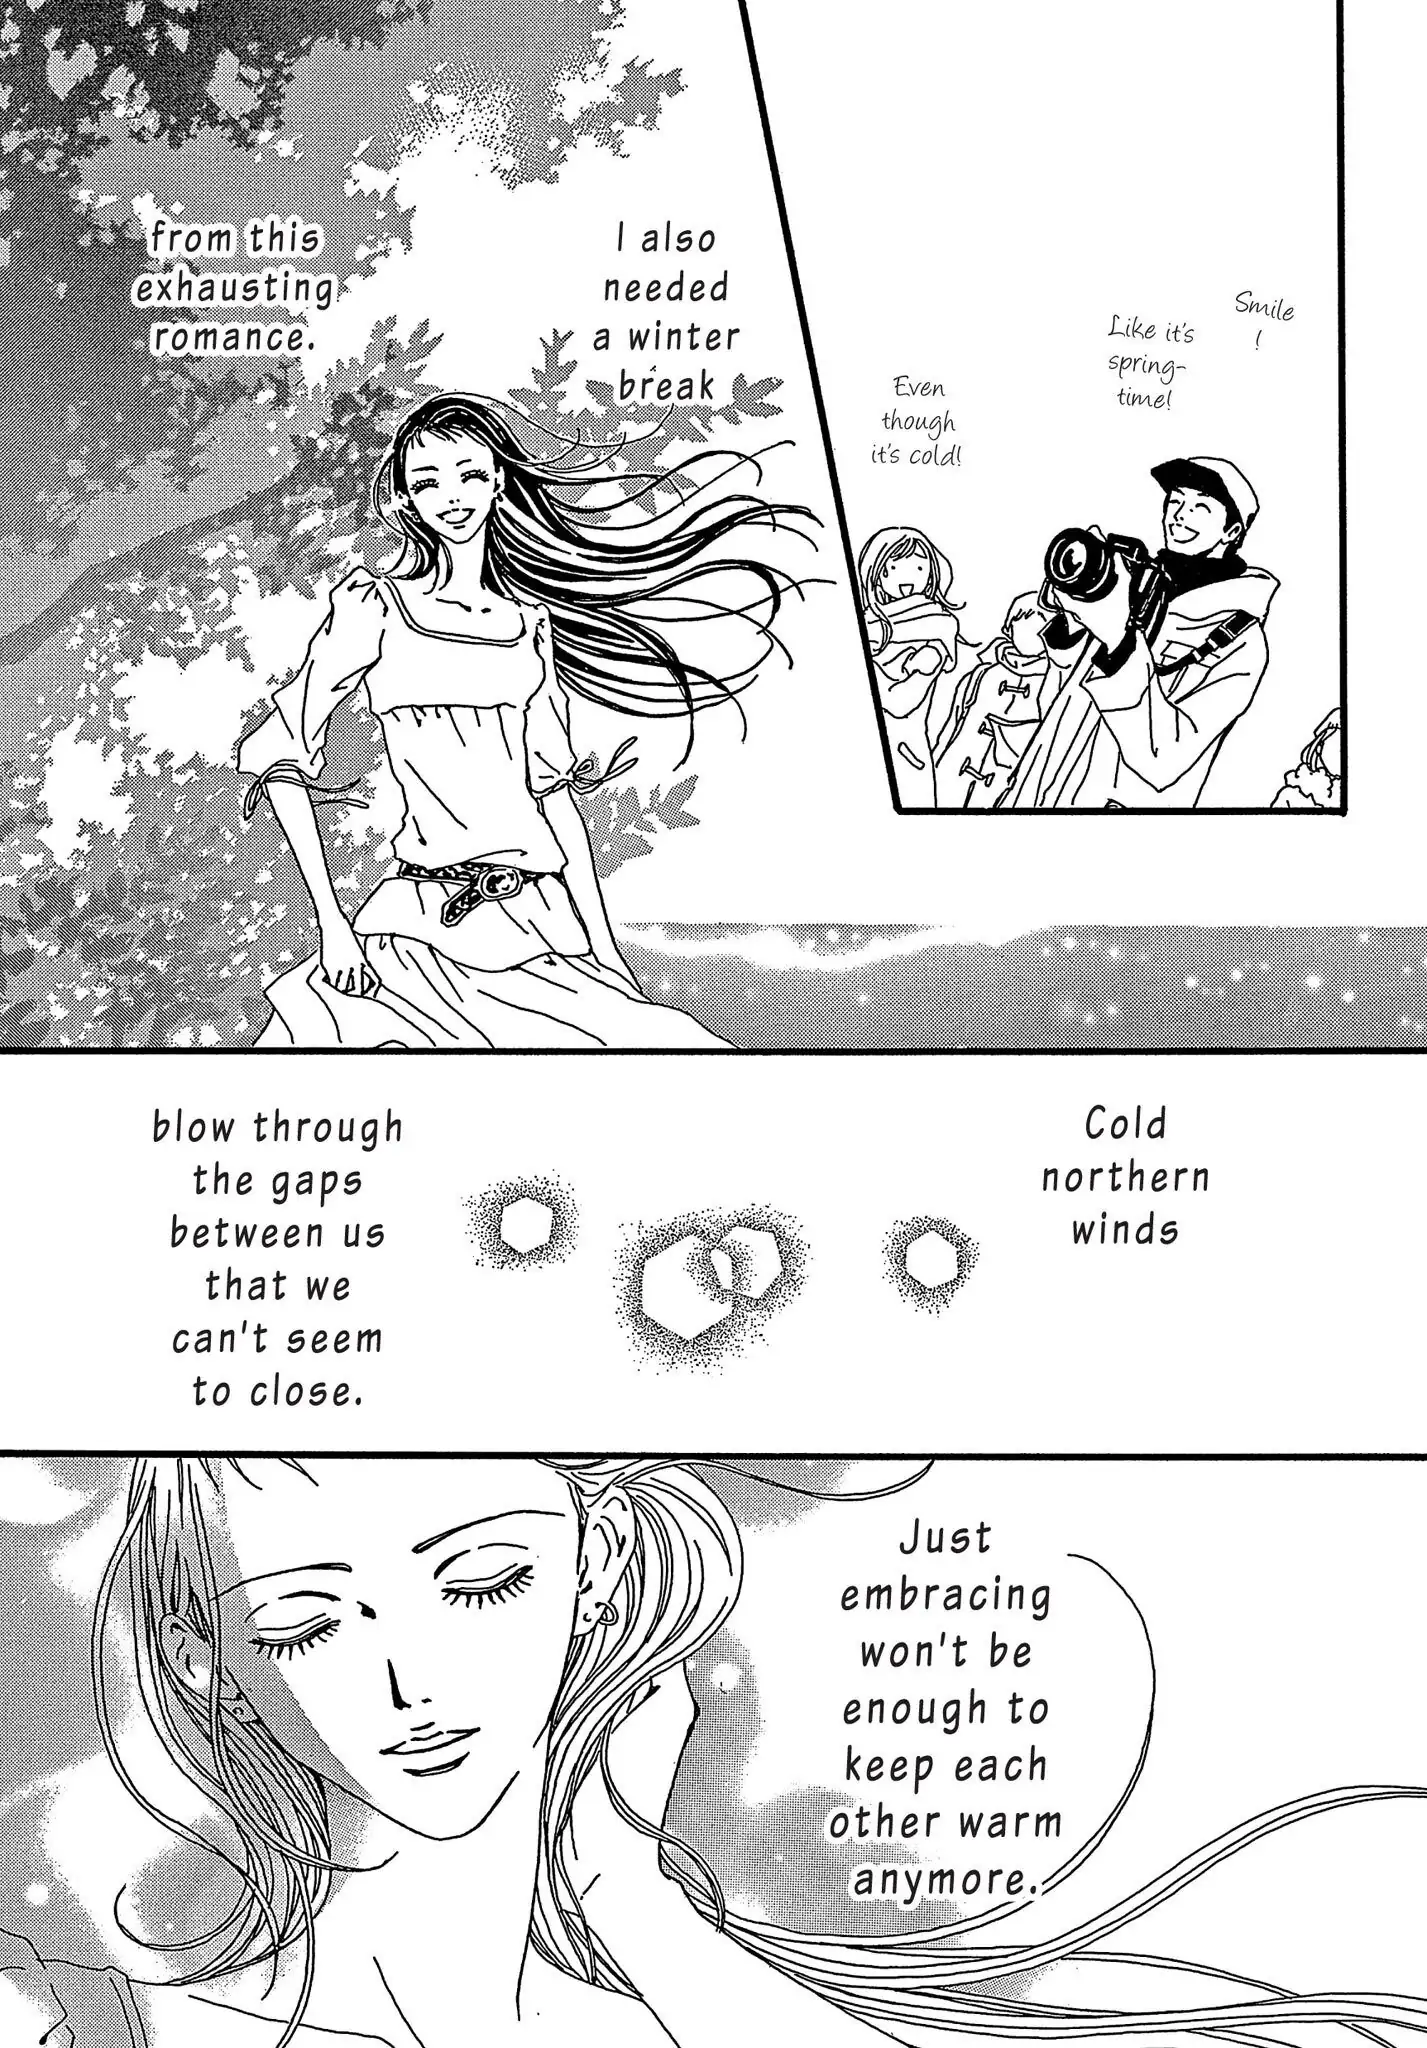 Smile
!
Like it's
spring-
time!
Even
though
it's cold!
I also
needed
a winter
break
from this
exhausting
romance.
Cold
northern
winds
blow through
the gaps
between us
that we
can't seem
to close.
Just
embracing
won't be
enough to
keep each
other warm
anymore.